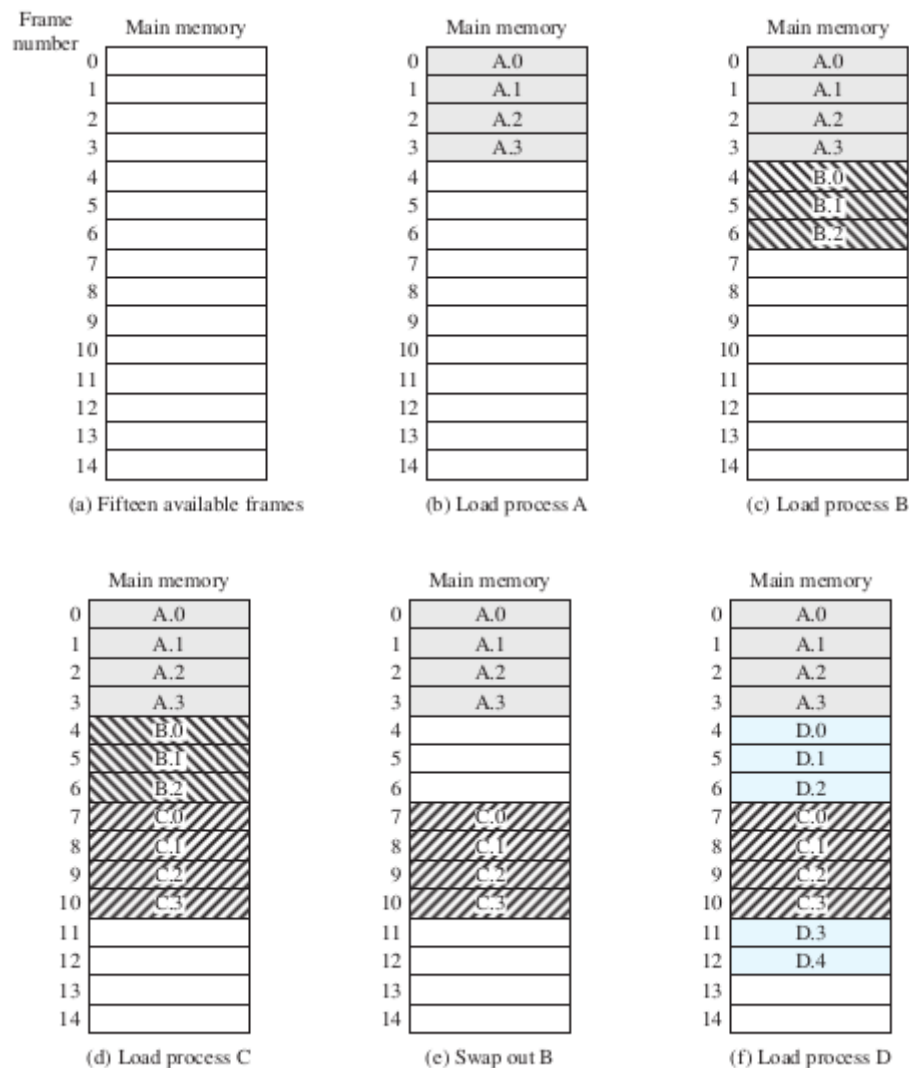 Frame
number
Main memory
0
1
2
3
4
5
6
7
8
9
10
11
12
13
14
(a) Fifteen available frames
Main memory
0 A.0
1 A.1
2 A.2
3 A.3
4
5
6
7
8
9
10
11
12
13
14
(b) Load process A
Main memory
0 A.0
1 A.1
2 A.2
3 A.3
4 B.0
5 B.1
6 B.2
7
8
9
10
11
12
13
14
(c) Load process B
Main memory
0 A.0
1 A.1
2 A.2
3 A.3
4 B.0
5 B.1
6 B.2
7 C.0
8 C.1
9 C.2
10 C.3
11
12
13
14
(d) Load process C
Main memory
0 A.0
1 A.1
2 A.2
3 A.3
4
5
6
7 C.0
8 C.1
9 C.2
10 C.3
11
12
13
14
(e) Swap out B
Main memory
0 A.0
1 A.1
2 A.2
3 A.3
4 D.0
5 D.1
6 D.2
7 C.0
8 C.1
9 C.2
10 C.3
11 D.3
12 D.4
13
14
(f) Load process D